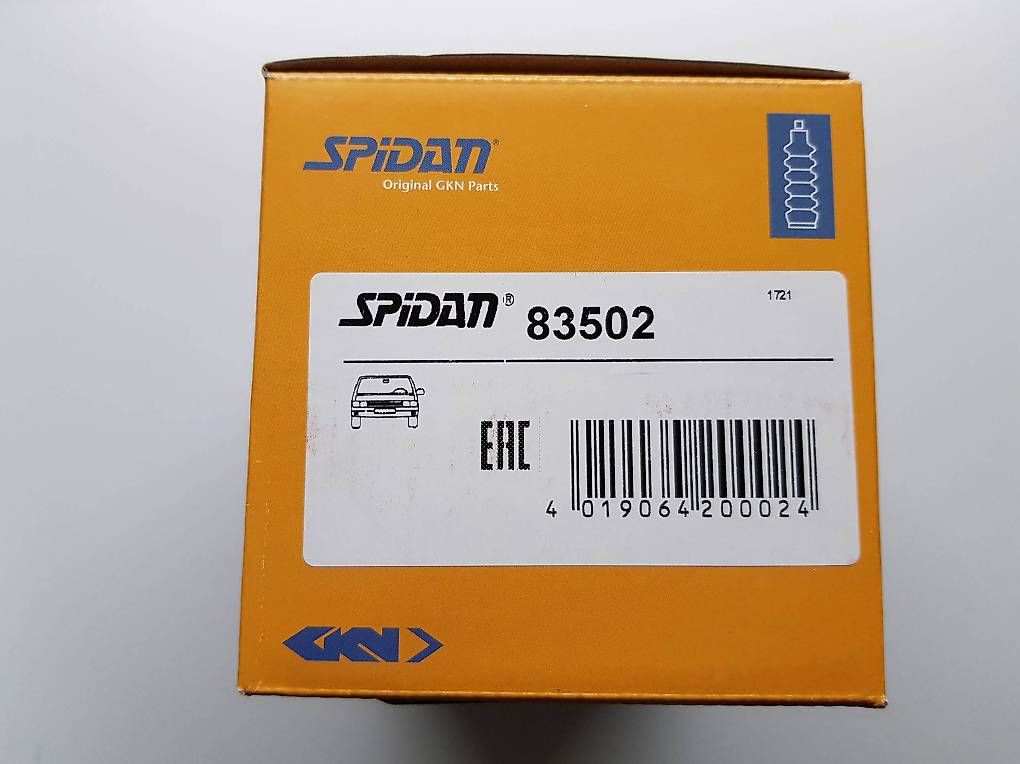 SPiDAN®
Original GKN Parts
SPiDAN® 83502
1721
EAC
4 019064 200024
GKN